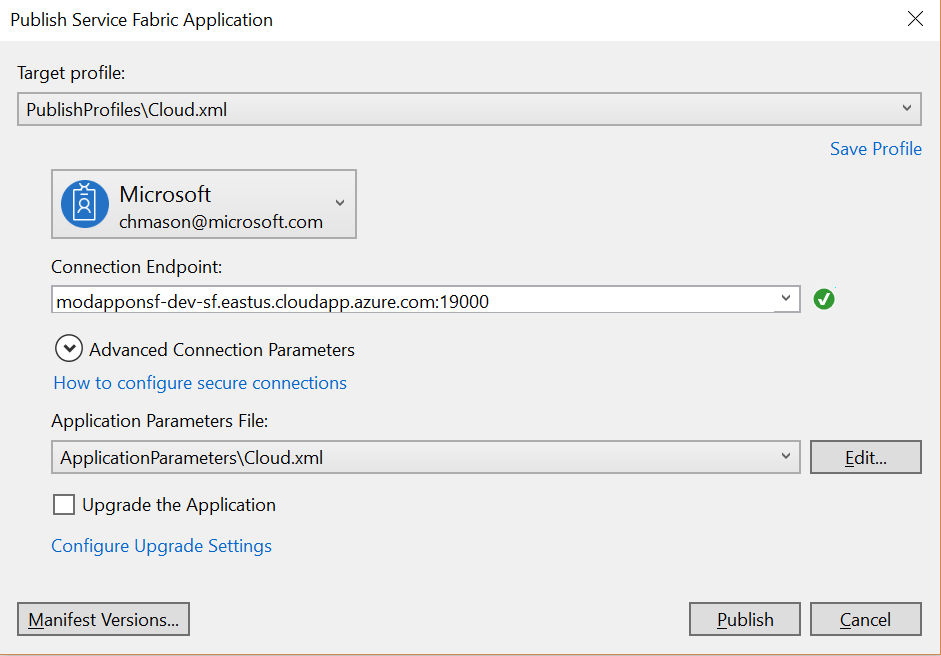 Publish Service Fabric Application
Target profile:
PublishProfiles\Cloud.xml
Save Profile
Microsoft
chmason@microsoft.com
Connection Endpoint:
modapponsf-dev-sf.eastus.cloudapp.azure.com:19000
Advanced Connection Parameters
How to configure secure connections
Application Parameters File:
ApplicationParameters\Cloud.xml
Edit...
Upgrade the Application
Configure Upgrade Settings
Manifest Versions...
Publish
Cancel